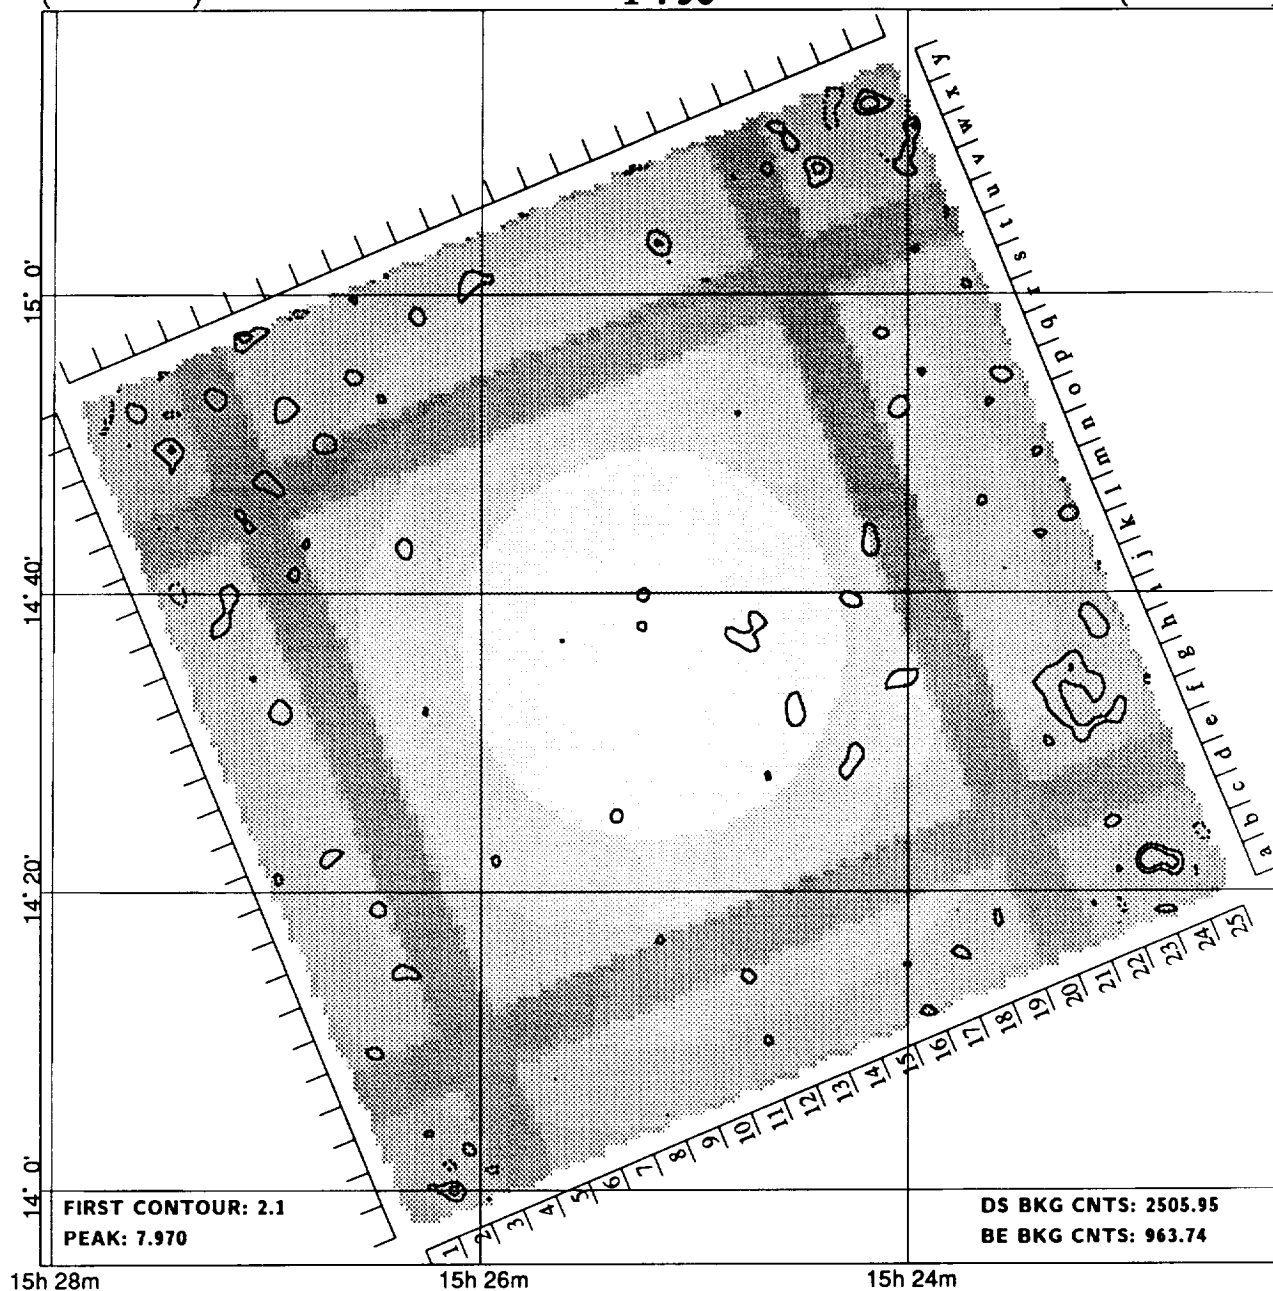 y
x
w
v
u
t
s
r
q
p
o
n
m
l
k
j
i
h
g
f
e
d
c
b
a
15° 0'
14° 40'
14° 20'
14° 0'
1
2
3
4
5
6
7
8
9
10
11
12
13
14
15
16
17
18
19
20
21
22
23
24
25
FIRST CONTOUR: 2.1
PEAK: 7.970
DS BKG CNTS: 2505.95
BE BKG CNTS: 963.74
15h 28m
15h 26m
15h 24m